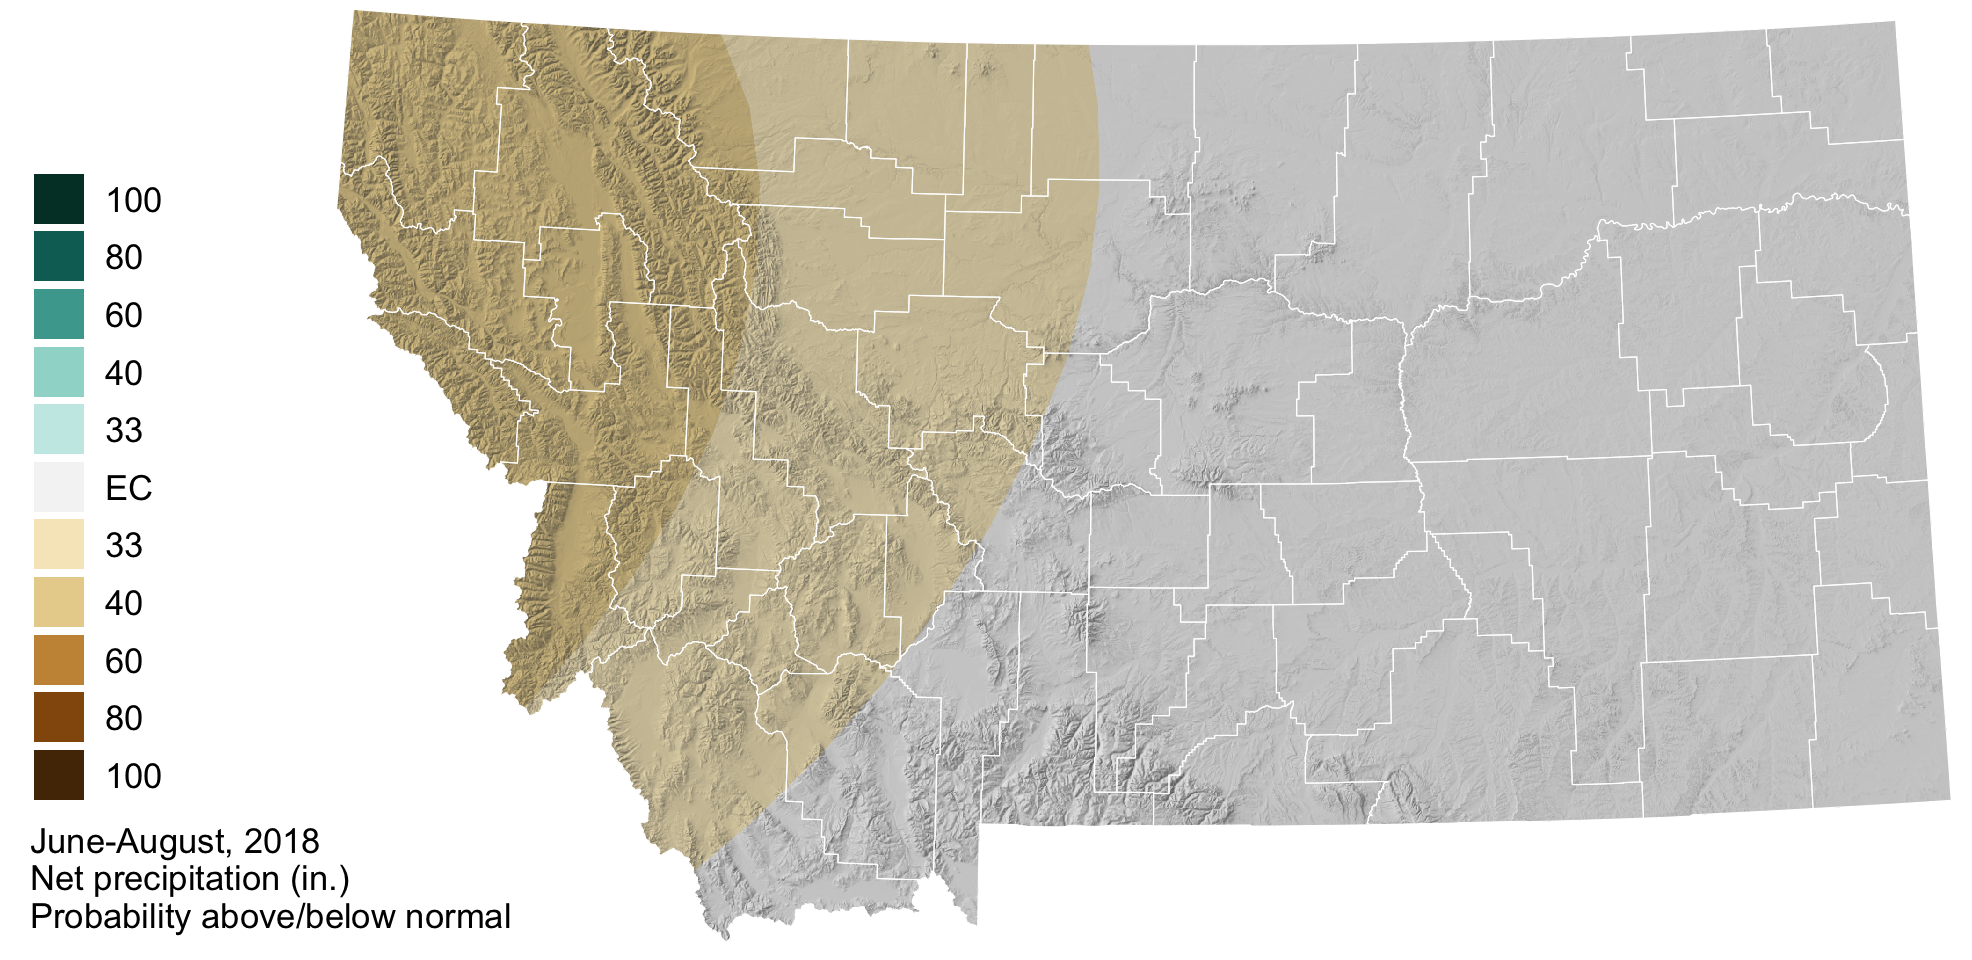 100
80
60
40
33
EC
33
40
60
80
100
June-August, 2018
Net precipitation (in.)
Probability above/below normal